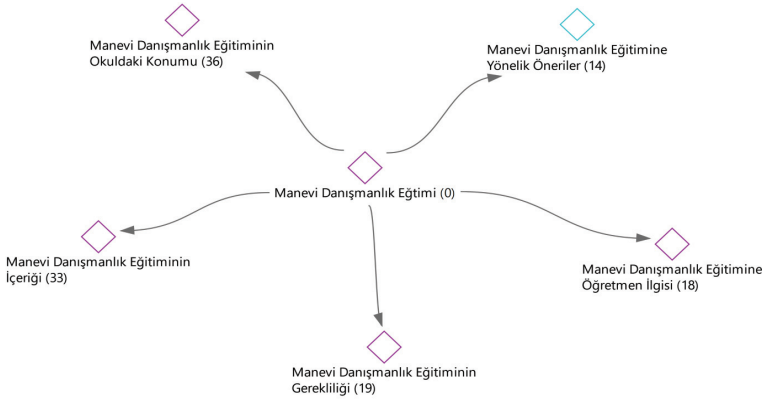 Manevi Danışmanlık Eğitiminin
Okuldaki Konumu (36)
Manevi Danışmanlık Eğitimine
Yönelik Öneriler (14)
Manevi Danışmanlık Eğtimi (0)
Manevi Danışmanlık Eğitiminin
İçeriği (33)
Manevi Danışmanlık Eğitimine
Öğretmen İlgisi (18)
Manevi Danışmanlık Eğitiminin
Gerekliliği (19)